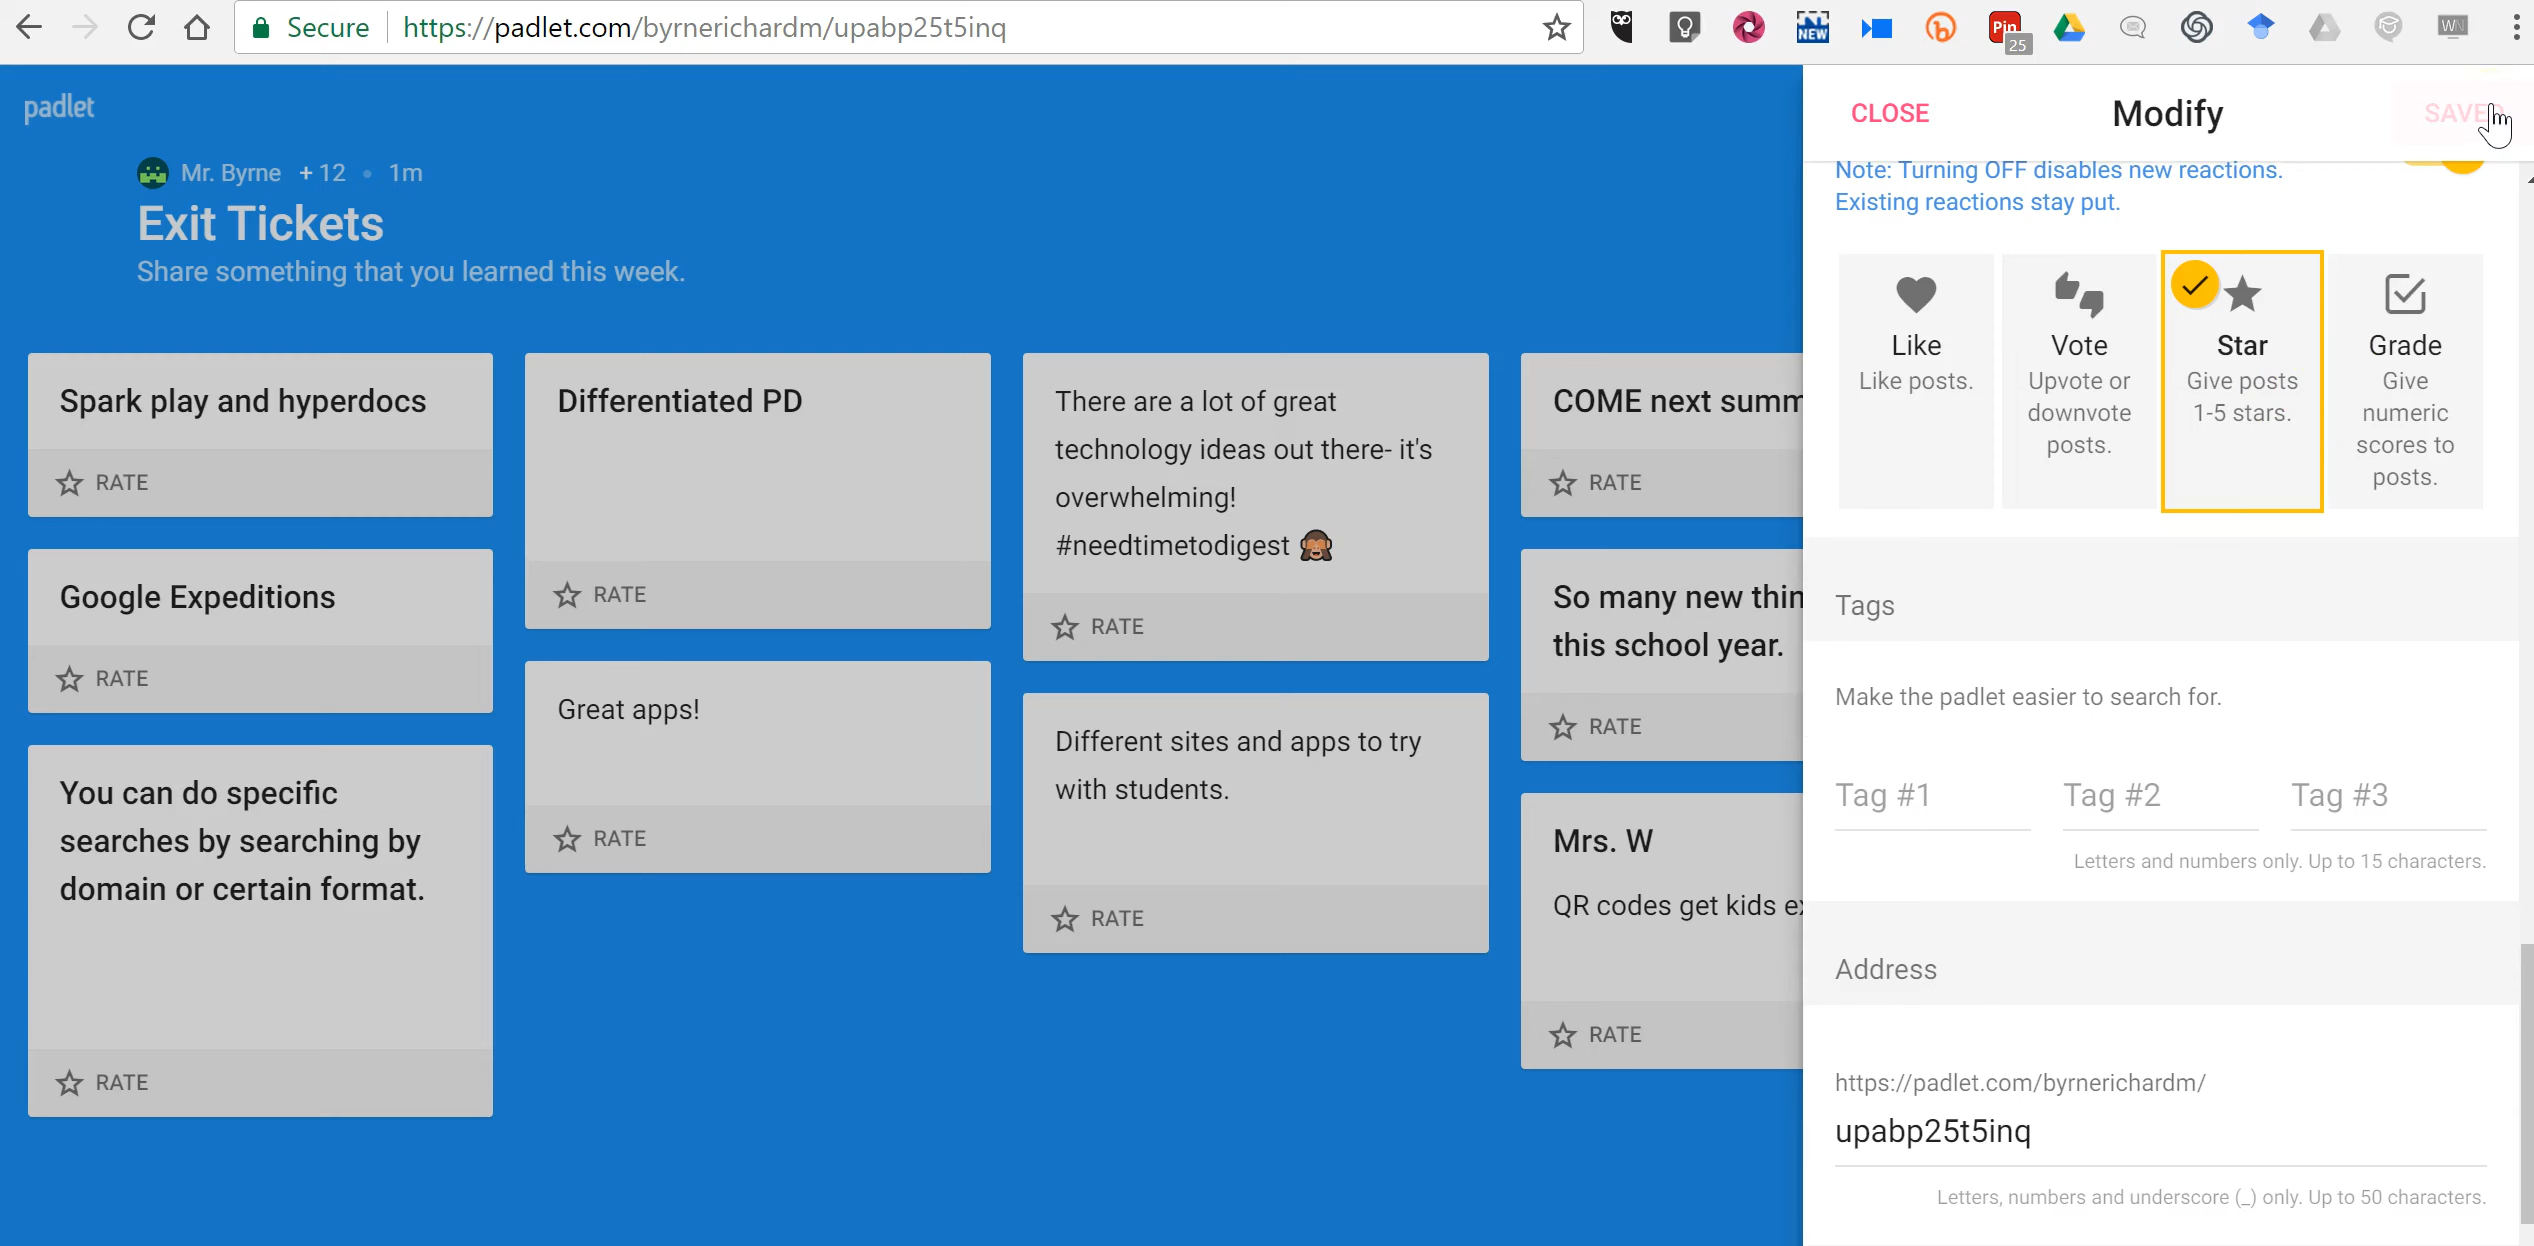 Secure https://padlet.com/byrnerichardm/upabp25t5inq
NEW
Pin
25
WN
padlet
Mr. Byrne + 12 • 1m
Exit Tickets
Share something that you learned this week.
Spark play and hyperdocs
RATE
Google Expeditions
RATE
You can do specific
searches by searching by
domain or certain format.
RATE
Differentiated PD
RATE
Great apps!
RATE
There are a lot of great
technology ideas out there- it's
overwhelming!
#needtimetodigest 🙈
RATE
Different sites and apps to try
with students.
RATE
COME next summ
RATE
So many new thin
this school year.
RATE
Mrs. W
QR codes get kids e
RATE
CLOSE
Modify
SAVED
Note: Turning OFF disables new reactions.
Existing reactions stay put.
Like
Like posts.
Vote
Upvote or
downvote
posts.
Star
Give posts
1-5 stars.
Grade
Give
numeric
scores to
posts.
Tags
Make the padlet easier to search for.
Tag #1
Tag #2
Tag #3
Letters and numbers only. Up to 15 characters.
Address
https://padlet.com/byrnerichardm/
upabp25t5inq
Letters, numbers and underscore (_) only. Up to 50 characters.